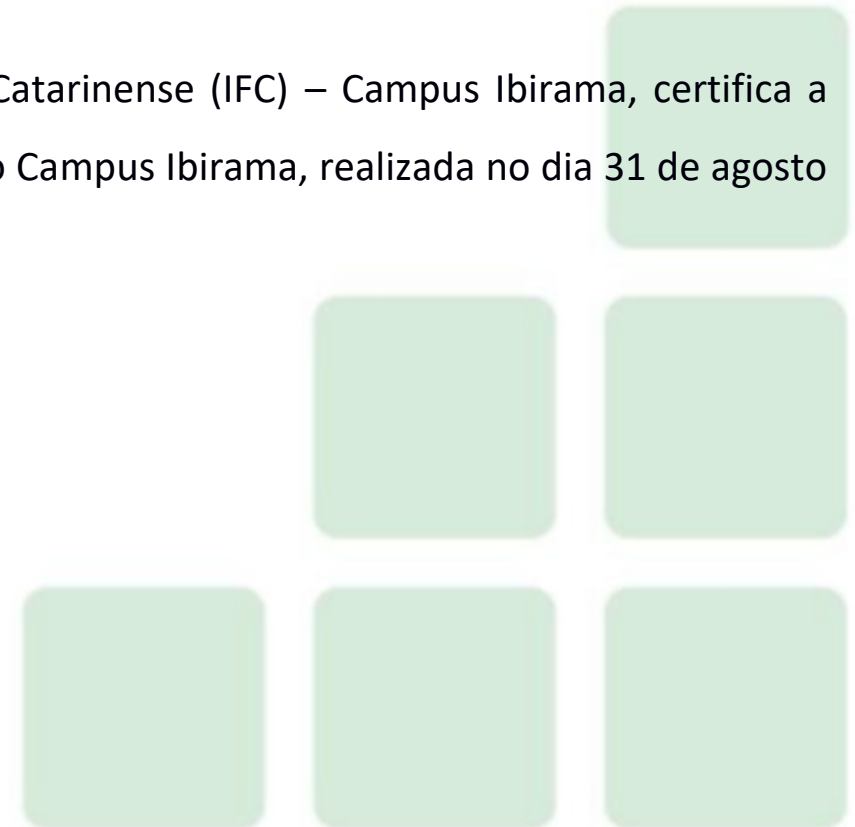 Catarinense (IFC) – Campus Ibirama, certifica a
o Campus Ibirama, realizada no dia 31 de agosto